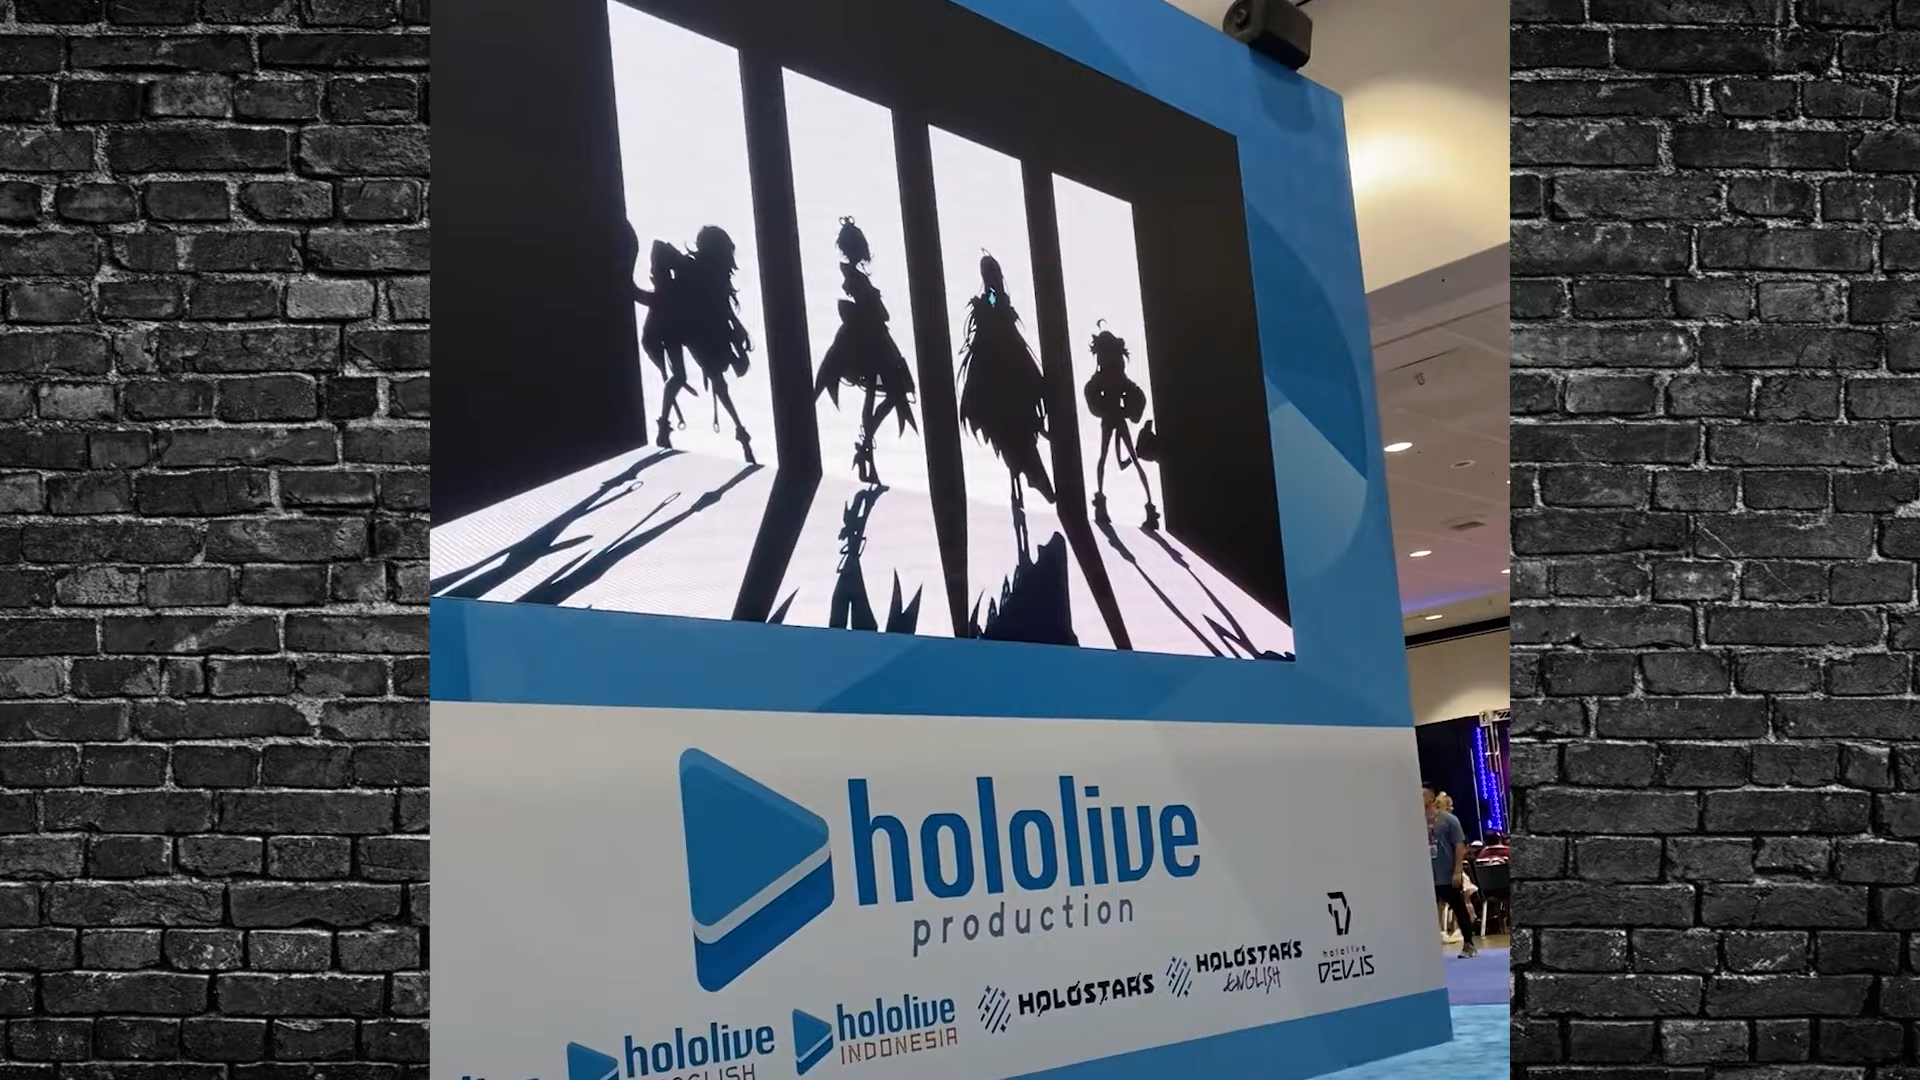 hololive
production
hololive
DEV_IS
HOLOSTARS
ENGLISH
HOLOSTARS
hololive
INDONESIA
hololive